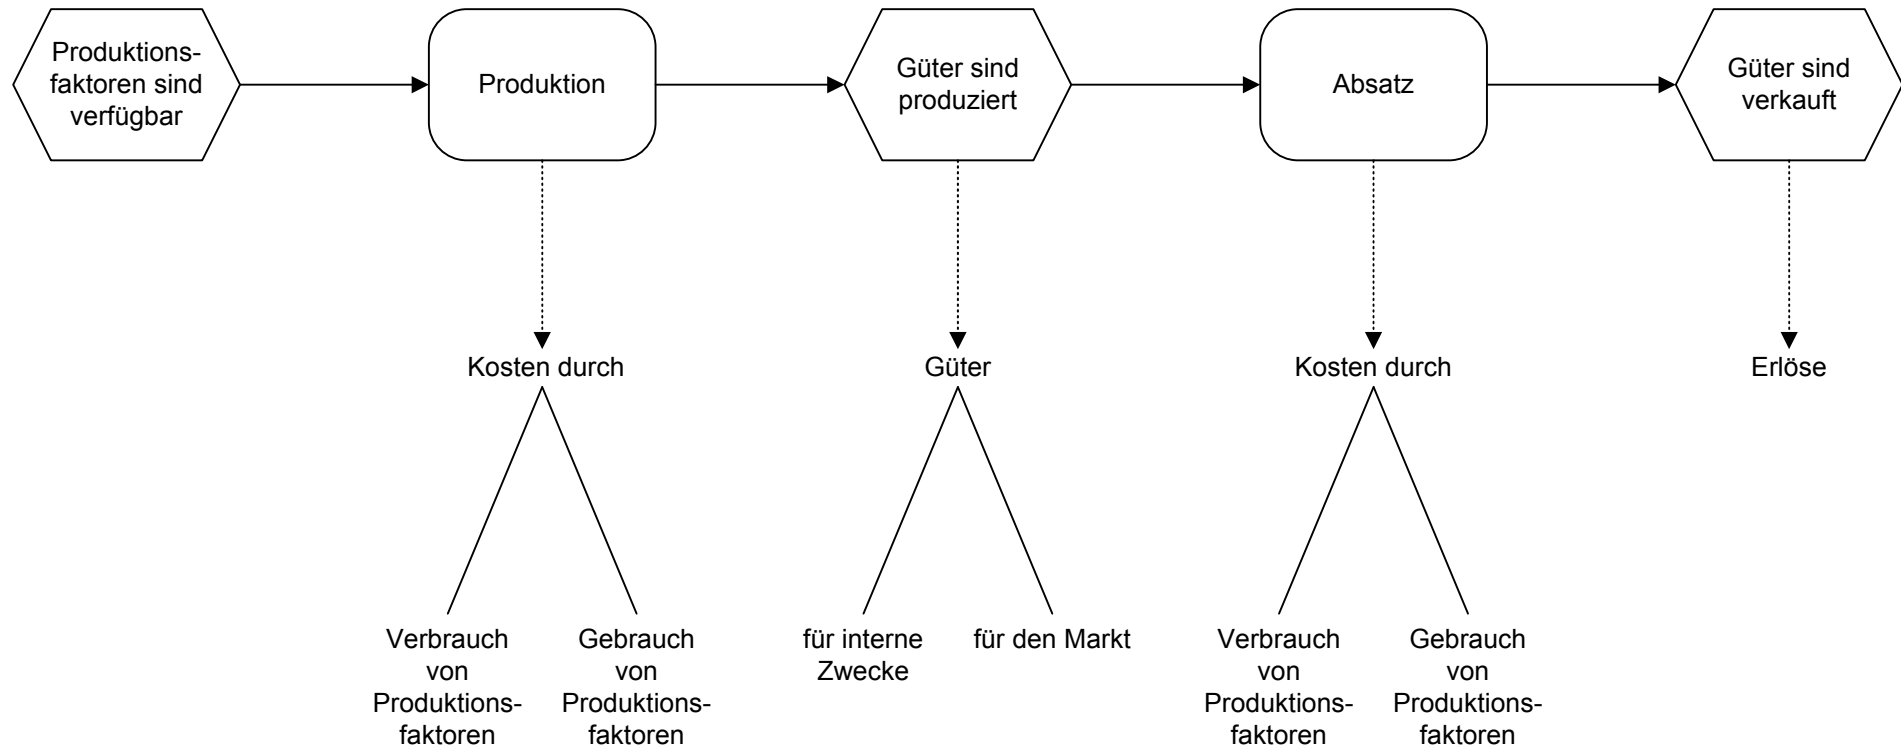 Produktions-
faktoren sind
verfügbar
Produktion
Güter sind
produziert
Absatz
Güter sind
verkauft
Kosten durch
Güter
Kosten durch
Erlöse
Verbrauch
von
Produktions-
faktoren
Gebrauch
von
Produktions-
faktoren
für interne
Zwecke
für den Markt
Verbrauch
von
Produktions-
faktoren
Gebrauch
von
Produktions-
faktoren